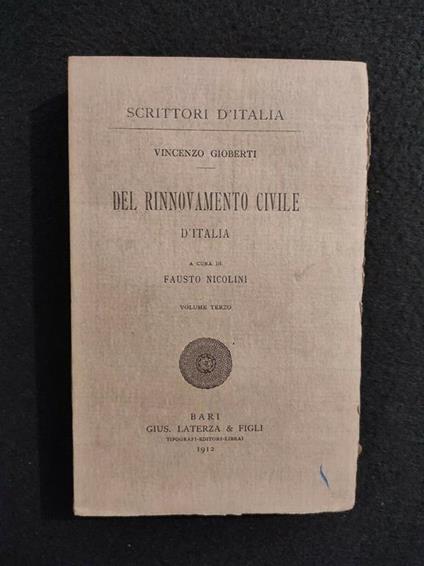 SCRITTORI D'ITALIA
VINCENZO GIOBERTI
DEL RINNOVAMENTO CIVILE
D'ITALIA
A CURA DI
FAUSTO NICOLINI
VOLUME TERZO
BARI
GIUS. LATERZA & FIGLI
TIPOGRAFI-EDITORI-LIBRAI
1912